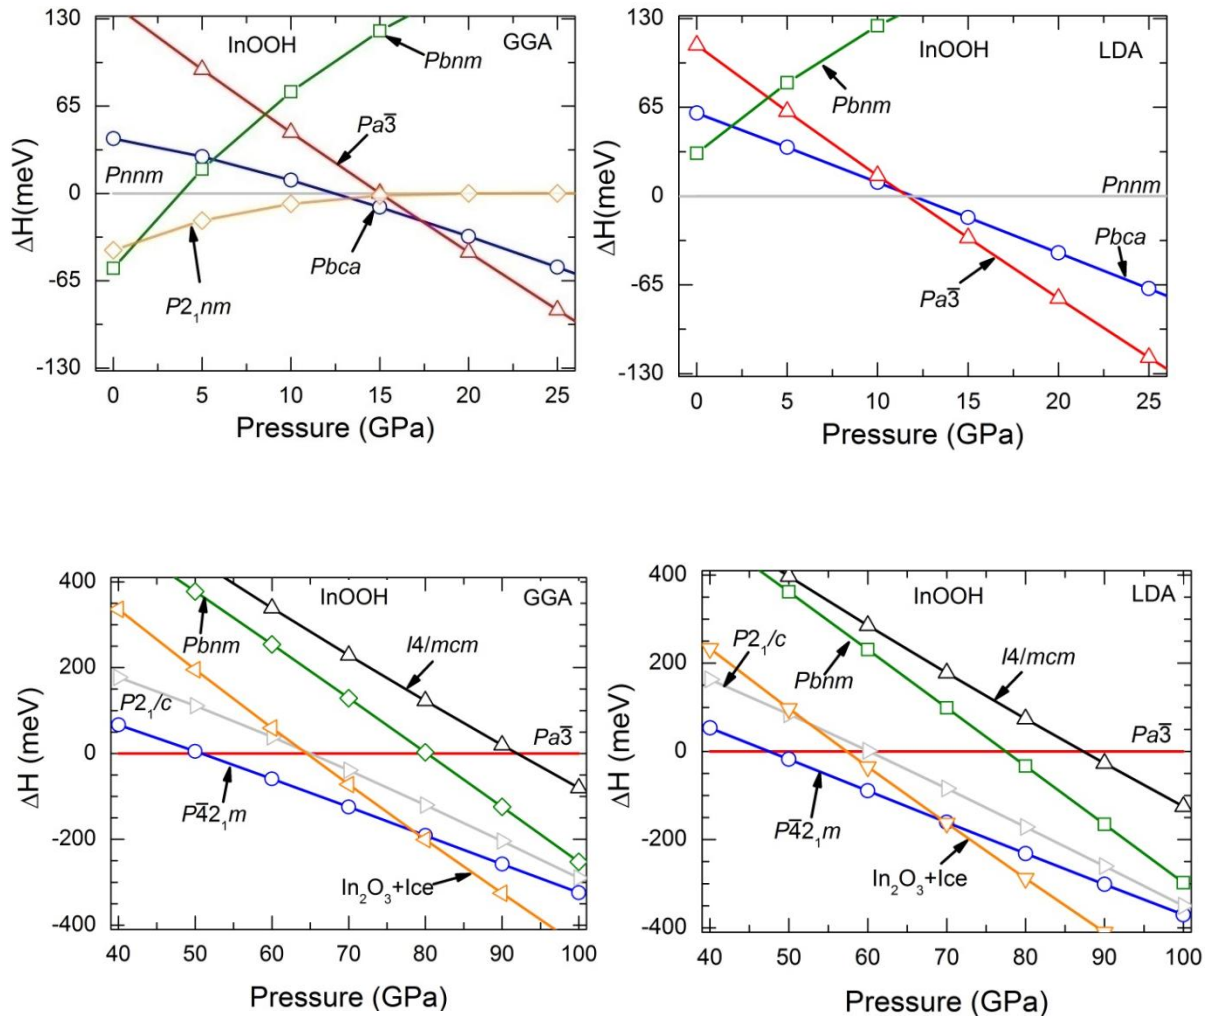 130
65
0
-65
-130
ΔH(meV)
InOOH
GGA
Pbnm
Pa3̅
Pnnm
P2₁nm
Pbca
0 5 10 15 20 25
Pressure (GPa)
130
65
0
-65
-130
ΔH(meV)
InOOH
LDA
Pbnm
Pnnm
Pbca
Pa3̅
0 5 10 15 20 25
Pressure (GPa)
400
200
0
-200
-400
ΔH (meV)
InOOH
GGA
Pbnm
I4/mcm
P2₁/c
Pa3̅
P4̅2₁m
In₂O₃+Ice
40 50 60 70 80 90 100
Pressure (GPa)
400
200
0
-200
-400
ΔH (meV)
InOOH
LDA
P2₁/c
Pbnm
I4/mcm
Pa3̅
P4̅2₁m
In₂O₃+Ice
40 50 60 70 80 90 100
Pressure (GPa)